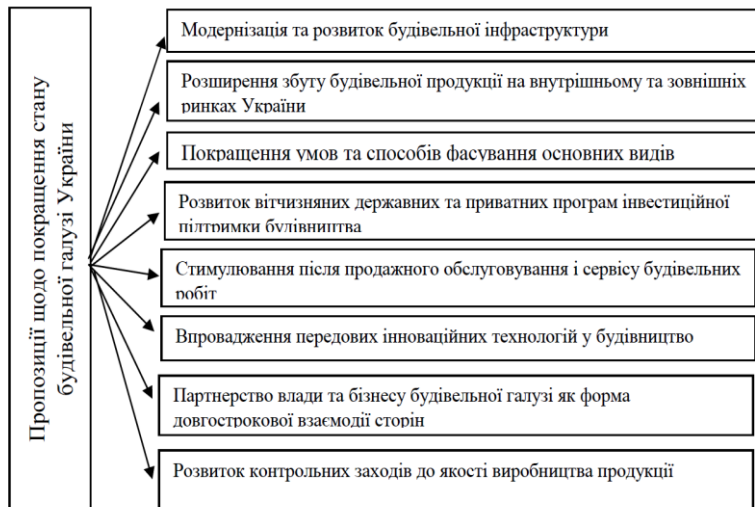 Пропозиції щодо покращення стану
будівельної галузі України
Модернізація та розвиток будівельної інфраструктури
Розширення збуту будівельної продукції на внутрішньому та зовнішніх
ринках України
Покращення умов та способів фасування основних видів
Розвиток вітчизняних державних та приватних програм інвестиційної
підтримки будівництва
Стимулювання після продажного обслуговування і сервісу будівельних
робіт
Впровадження передових інноваційних технологій у будівництво
Партнерство влади та бізнесу будівельної галузі як форма
довгострокової взаємодії сторін
Розвиток контрольних заходів до якості виробництва продукції